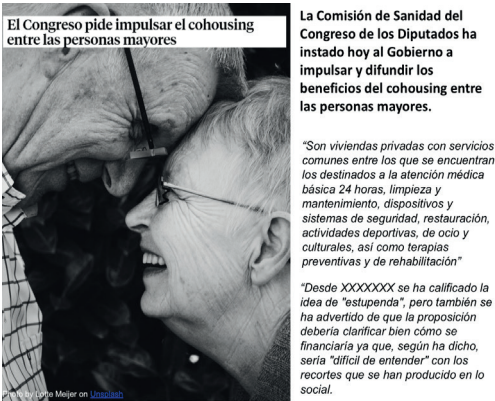 El Congreso pide impulsar el cohousing
entre las personas mayores
La Comisión de Sanidad del
Congreso de los Diputados ha
instado hoy al Gobierno a
impulsar y difundir los
beneficios del cohousing entre
las personas mayores.
“Son viviendas privadas con servicios
comunes entre los que se encuentran
los destinados a la atención médica
básica 24 horas, limpieza y
mantenimiento, dispositivos y
sistemas de seguridad, restauración,
actividades deportivas, de ocio y
culturales, así como terapias
preventivas y de rehabilitación”
“Desde XXXXXXX se ha calificado la
idea de "estupenda", pero también se
ha advertido de que la proposición
debería clarificar bien cómo se
financiaría ya que, según ha dicho,
sería "difícil de entender" con los
recortes que se han producido en lo
social.
Photo by Lotte Meijer on Unsplash